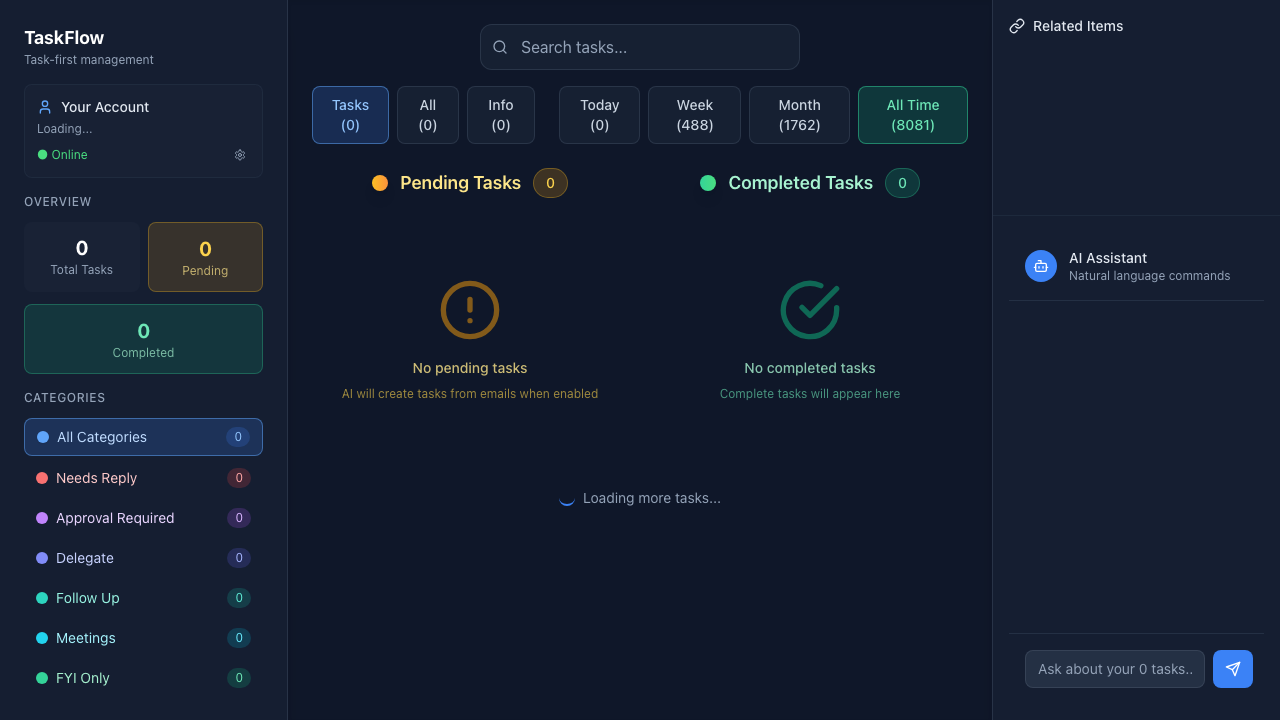 TaskFlow
Task-first management
Your Account
Loading...
Online
OVERVIEW
0
Total Tasks
0
Pending
0
Completed
CATEGORIES
All Categories 0
Needs Reply 0
Approval Required 0
Delegate 0
Follow Up 0
Meetings 0
FYI Only 0
Search tasks...
Tasks
(0)
All
(0)
Info
(0)
Today
(0)
Week
(488)
Month
(1762)
All Time
(8081)
Pending Tasks 0
No pending tasks
AI will create tasks from emails when enabled
Completed Tasks 0
No completed tasks
Complete tasks will appear here
Loading more tasks...
Related Items
AI Assistant
Natural language commands
Ask about your 0 tasks..